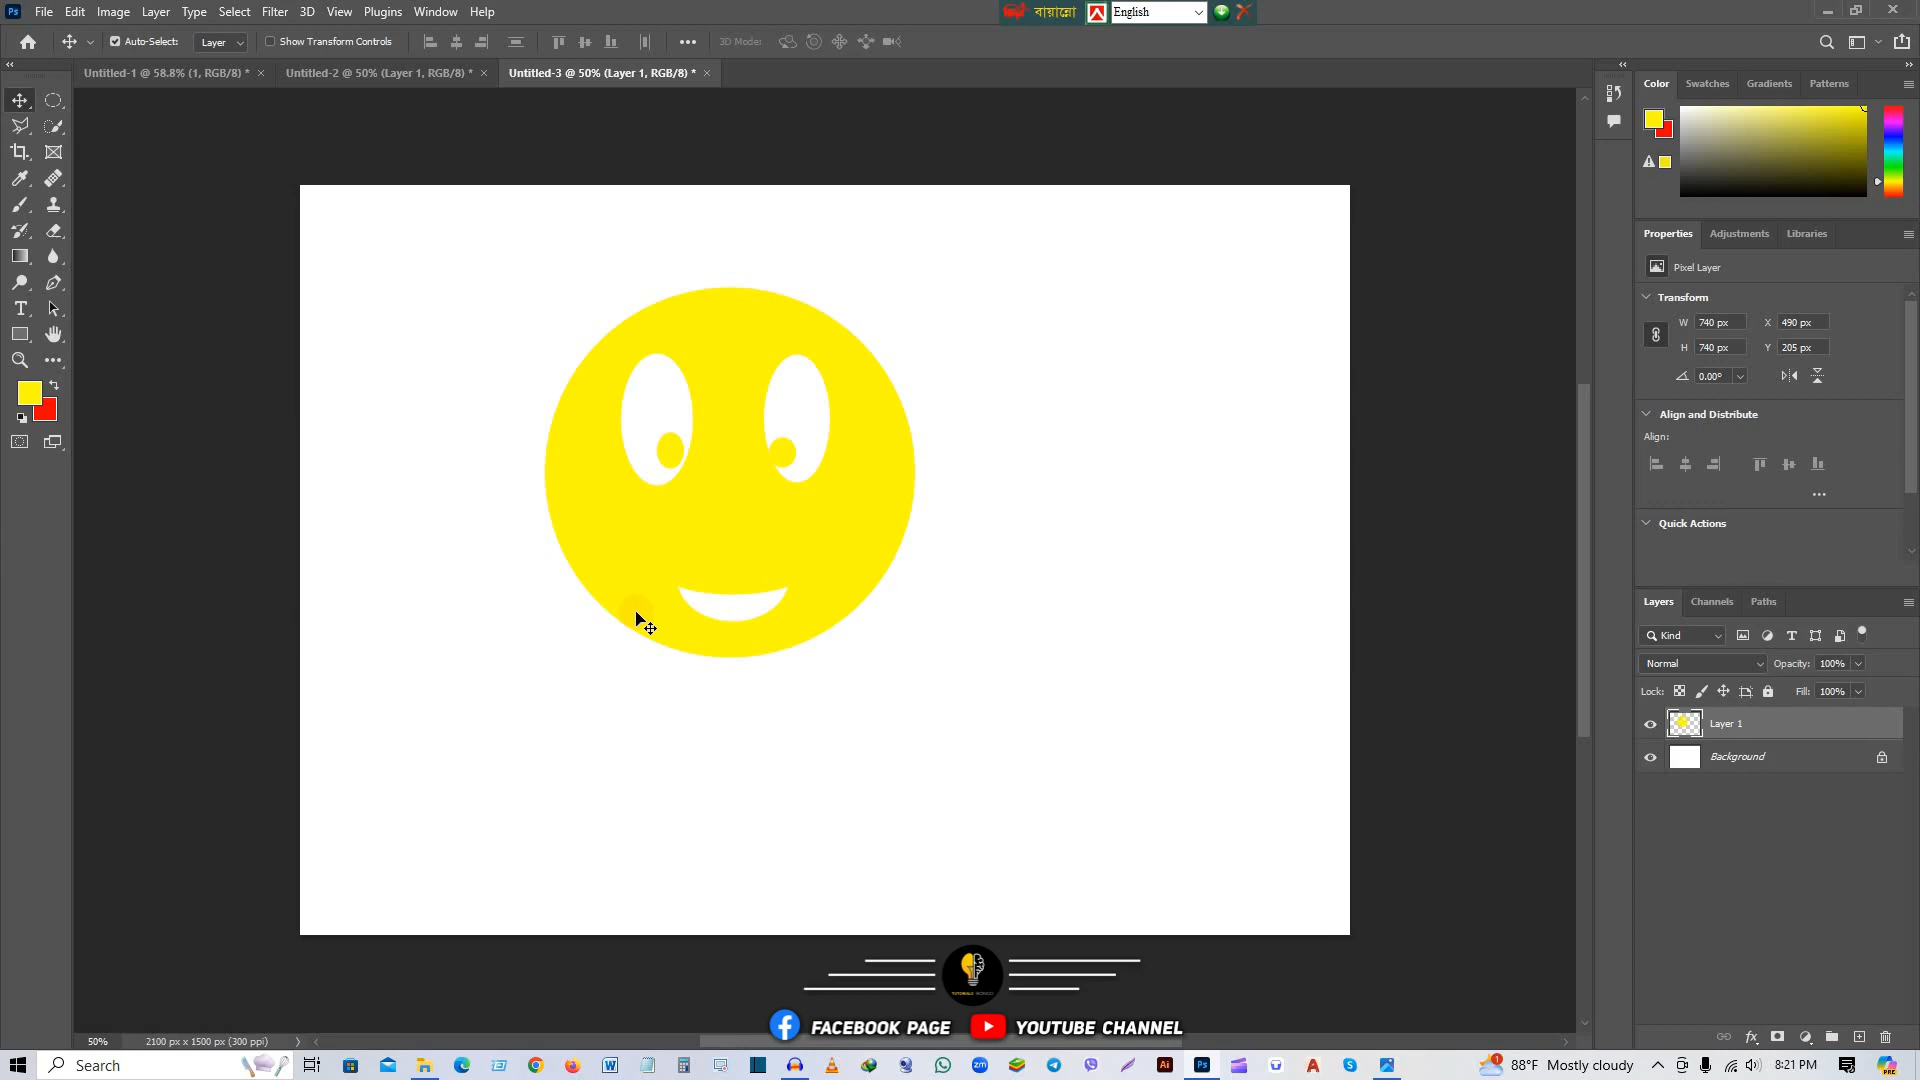 Ps File Edit Image Layer Type Select Filter 3D View Plugins Window Help
বায়ান্নো English
Auto-Select: Layer Show Transform Controls 3D Mode:
Untitled-1 @ 58.8% (1, RGB/8) * × Untitled-2 @ 50% (Layer 1, RGB/8) * × Untitled-3 @ 50% (Layer 1, RGB/8) * ×
Color Swatches Gradients Patterns
Properties Adjustments Libraries
Pixel Layer
Transform
W 740 px X 490 px
H 740 px Y 205 px
0.00°
Align and Distribute
Align:
Quick Actions
Layers Channels Paths
Kind
Normal Opacity: 100%
Lock: Fill: 100%
Layer 1
Background
FACEBOOK PAGE YOUTUBE CHANNEL
50% 2100 px x 1500 px (300 ppi)
Search
88°F Mostly cloudy 8:21 PM